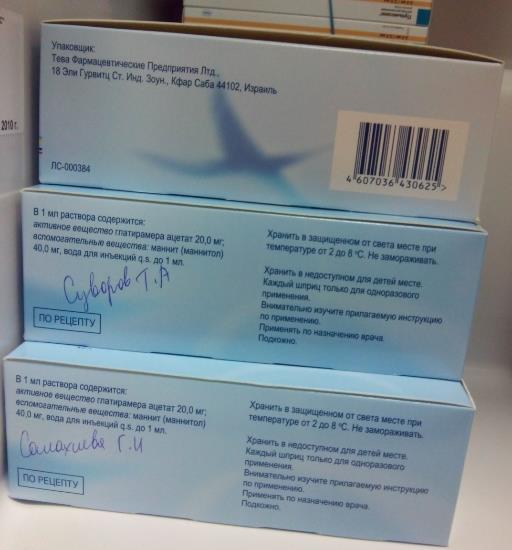 2010 г.
Упаковщик:
Тева Фармацевтические Предприятия Лтд.,
18 Эли Гурвитц Ст. Инд. Зоун., Кфар Саба 44102, Израиль
ЛС-000384
4 607036 430625 >
В 1 мл раствора содержится:
активное вещество глатирамера ацетат 20,0 мг;
вспомогательные вещества: маннит (маннитол)
40,0 мг, вода для инъекций q.s. до 1 мл.
Суворов Т.А
ПО РЕЦЕПТУ
Хранить в защищенном от света месте при
температуре от 2 до 8 ºС. Не замораживать.
Хранить в недоступном для детей месте.
Каждый шприц только для одноразового
применения.
Внимательно изучите прилагаемую инструкцию
по применению.
Применять по назначению врача.
Подкожно.
В 1 мл раствора содержится:
активное вещество глатирамера ацетат 20,0 мг;
вспомогательные вещества: маннит (маннитол)
40,0 мг, вода для инъекций q.s. до 1 мл.
Г.И
ПО РЕЦЕПТУ
Хранить в защищенном от света месте при
температуре от 2 до 8 ºС. Не замораживать.
Хранить в недоступном для детей месте.
Каждый шприц только для одноразового
применения.
Внимательно изучите прилагаемую инструкцию
по применению.
Применять по назначению врача.
Подкожно.